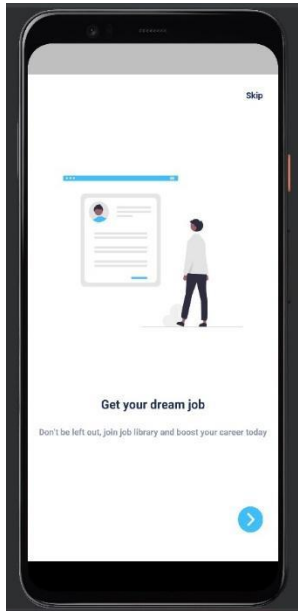 Skip
Get your dream job
Don't be left out, join job library and boost your career today